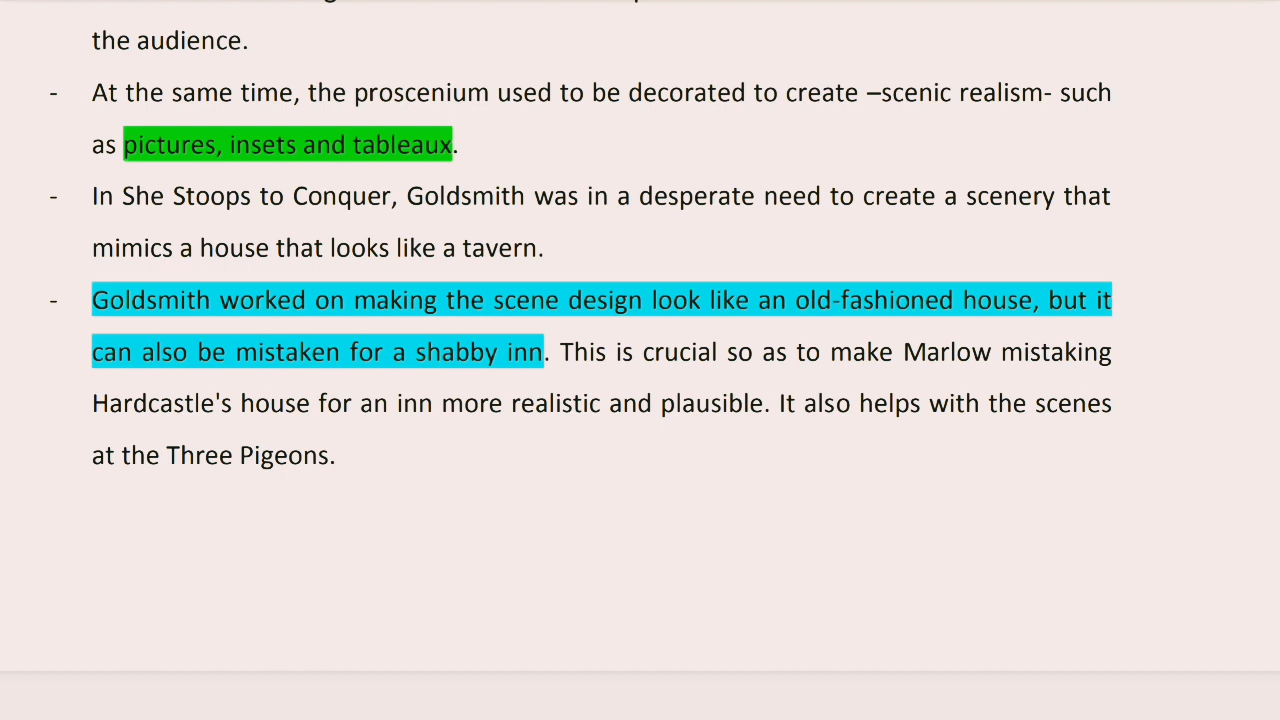 the audience.
- At the same time, the proscenium used to be decorated to create –scenic realism- such
as pictures, insets and tableaux.
- In She Stoops to Conquer, Goldsmith was in a desperate need to create a scenery that
mimics a house that looks like a tavern.
- Goldsmith worked on making the scene design look like an old-fashioned house, but it
can also be mistaken for a shabby inn. This is crucial so as to make Marlow mistaking
Hardcastle's house for an inn more realistic and plausible. It also helps with the scenes
at the Three Pigeons.